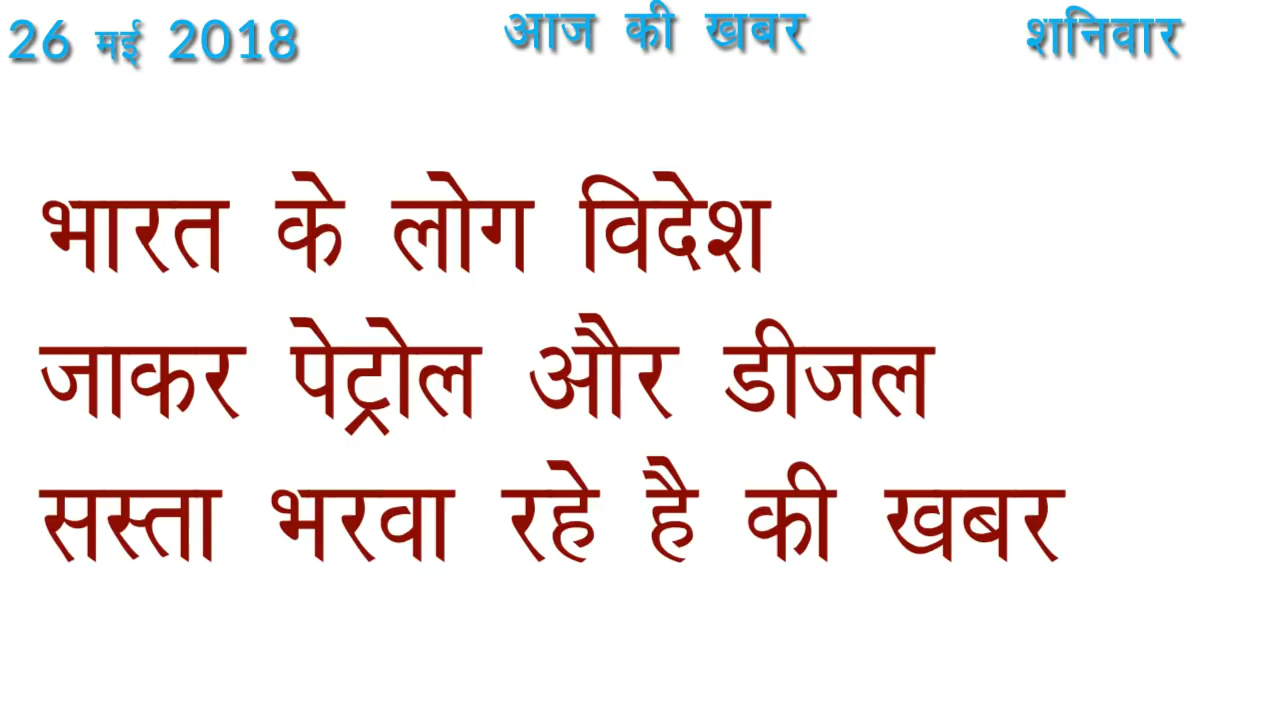 26 मई 2018 आज की खबर शनिवार
भारत के लोग विदेश
जाकर पेट्रोल और डीजल
सस्ता भरवा रहे है की खबर